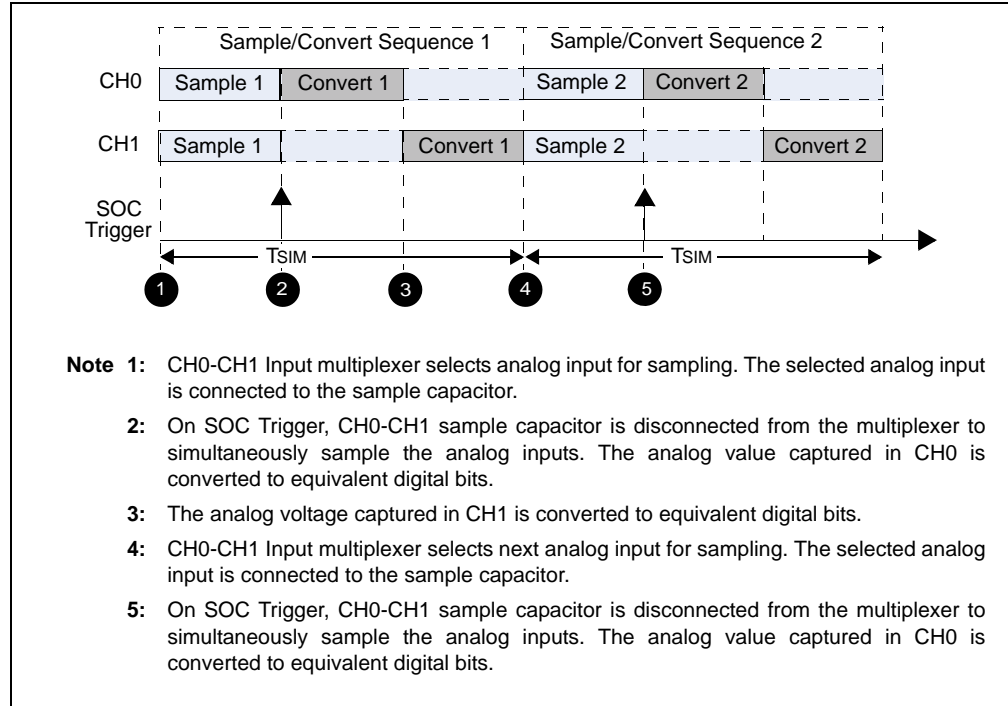 Sample/Convert Sequence 1 Sample/Convert Sequence 2
CH0 Sample 1 Convert 1 Sample 2 Convert 2
CH1 Sample 1 Convert 1 Sample 2 Convert 2
SOC
Trigger
TSIM TSIM
1 2 3 4 5
Note 1: CH0-CH1 Input multiplexer selects analog input for sampling. The selected analog input
is connected to the sample capacitor.
2: On SOC Trigger, CH0-CH1 sample capacitor is disconnected from the multiplexer to
simultaneously sample the analog inputs. The analog value captured in CH0 is
converted to equivalent digital bits.
3: The analog voltage captured in CH1 is converted to equivalent digital bits.
4: CH0-CH1 Input multiplexer selects next analog input for sampling. The selected analog
input is connected to the sample capacitor.
5: On SOC Trigger, CH0-CH1 sample capacitor is disconnected from the multiplexer to
simultaneously sample the analog inputs. The analog value captured in CH0 is
converted to equivalent digital bits.